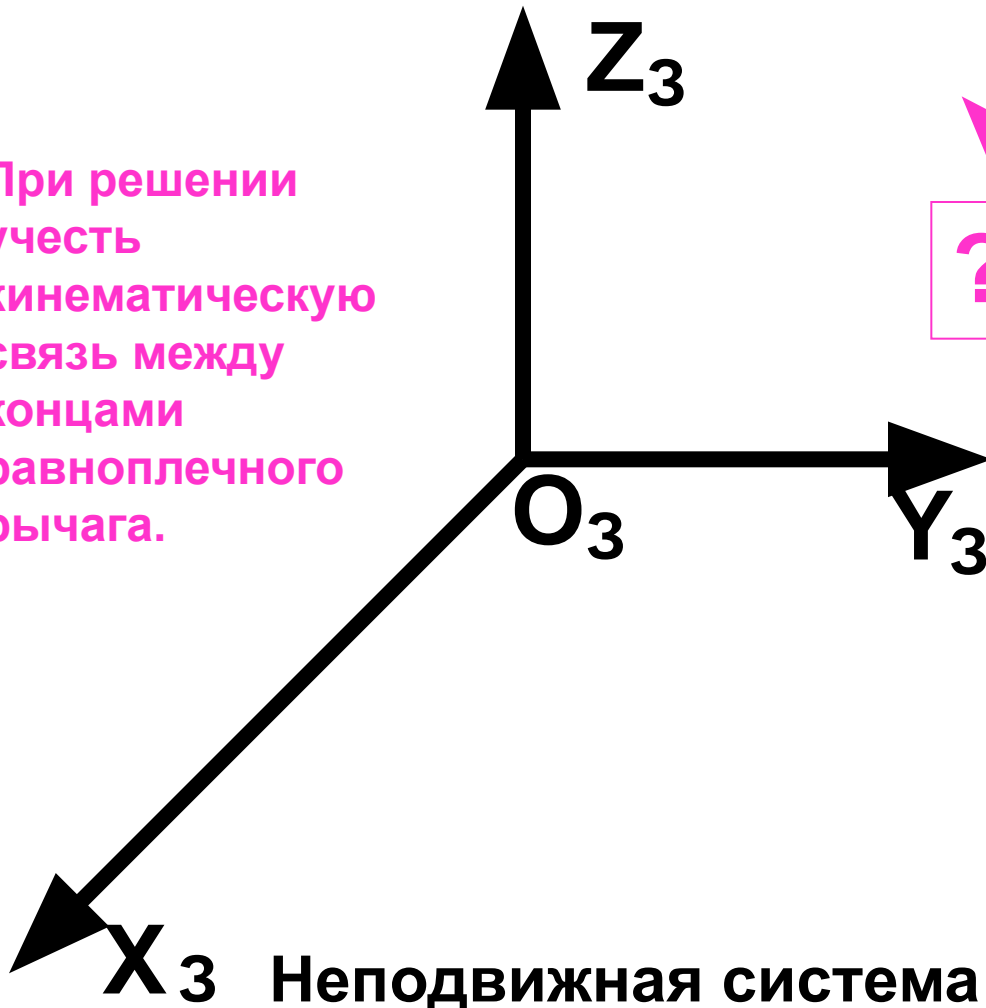 Z3
При решении
учесть
кинематическую
связь между
концами
равноплечного
рычага.
?
O3
Y3
X3
Неподвижная система